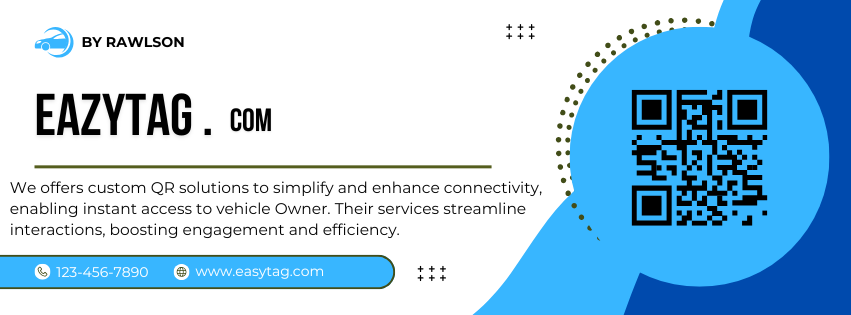 BY RAWLSON
EAZYTAG . COM
We offers custom QR solutions to simplify and enhance connectivity,
enabling instant access to vehicle Owner. Their services streamline
interactions, boosting engagement and efficiency.
123-456-7890 www.easytag.com